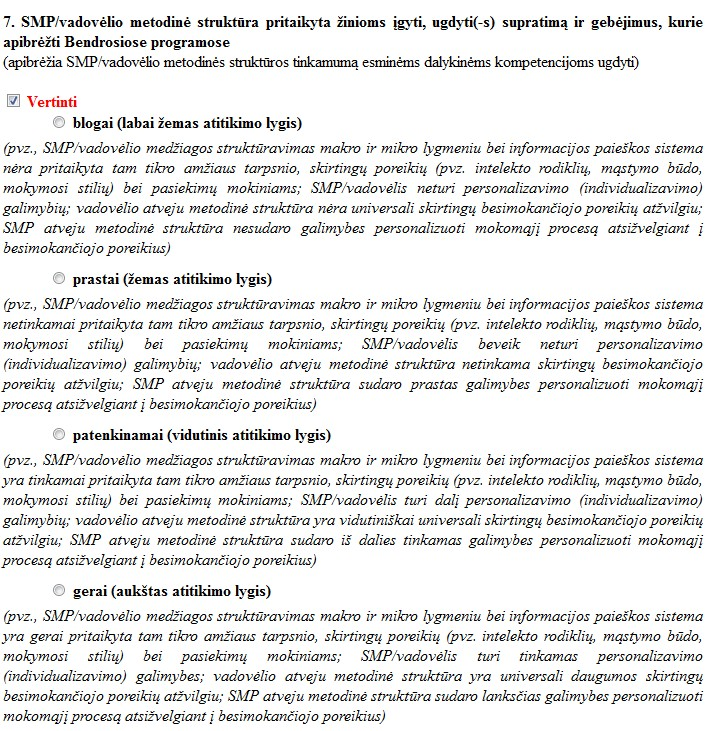 7. SMP/vadovėlio metodinė struktūra pritaikyta žinioms įgyti, ugdyti(-s) supratimą ir gebėjimus, kurie
apibrėžti Bendrosiose programose
(apibrėžia SMP/vadovėlio metodinės struktūros tinkamumą esminėms dalykinėms kompetencijoms ugdyti)
Vertinti
blogai (labai žemas atitikimo lygis)
(pvz., SMP/vadovėlio medžiagos struktūravimas makro ir mikro lygmeniu bei informacijos paieškos sistema
nėra pritaikyta tam tikro amžiaus tarpsnio, skirtingų poreikių (pvz. intelekto rodiklių, mąstymo būdo,
mokymosi stilių) bei pasiekimų mokiniams; SMP/vadovėlis neturi personalizavimo (individualizavimo)
galimybių; vadovėlio atveju metodinė struktūra nėra universali skirtingų besimokančiojo poreikių atžvilgiu;
SMP atveju metodinė struktūra nesudaro galimybes personalizuoti mokomąjį procesą atsižvelgiant į
besimokančiojo poreikius)
prastai (žemas atitikimo lygis)
(pvz., SMP/vadovėlio medžiagos struktūravimas makro ir mikro lygmeniu bei informacijos paieškos sistema
netinkamai pritaikyta tam tikro amžiaus tarpsnio, skirtingų poreikių (pvz. intelekto rodiklių, mąstymo būdo,
mokymosi stilių) bei pasiekimų mokiniams; SMP/vadovėlis beveik neturi personalizavimo
(individualizavimo) galimybių; vadovėlio atveju metodinė struktūra netinkama skirtingų besimokančiojo
poreikių atžvilgiu; SMP atveju metodinė struktūra sudaro prastas galimybes personalizuoti mokomąjį
procesą atsižvelgiant į besimokančiojo poreikius)
patenkinamai (vidutinis atitikimo lygis)
(pvz., SMP/vadovėlio medžiagos struktūravimas makro ir mikro lygmeniu bei informacijos paieškos sistema
yra tinkamai pritaikyta tam tikro amžiaus tarpsnio, skirtingų poreikių (pvz. intelekto rodiklių, mąstymo būdo,
mokymosi stilių) bei pasiekimų mokiniams; SMP/vadovėlis turi dalį personalizavimo (individualizavimo)
galimybių; vadovėlio atveju metodinė struktūra yra vidutiniškai universali skirtingų besimokančiojo poreikių
atžvilgiu; SMP atveju metodinė struktūra sudaro iš dalies tinkamas galimybes personalizuoti mokomąjį
procesą atsižvelgiant į besimokančiojo poreikius)
gerai (aukštas atitikimo lygis)
(pvz., SMP/vadovėlio medžiagos struktūravimas makro ir mikro lygmeniu bei informacijos paieškos sistema
yra gerai pritaikyta tam tikro amžiaus tarpsnio, skirtingų poreikių (pvz. intelekto rodiklių, mąstymo būdo,
mokymosi stilių) bei pasiekimų mokiniams; SMP/vadovėlis turi tinkamas personalizavimo
(individualizavimo) galimybes; vadovėlio atveju metodinė struktūra yra universali daugumos skirtingų
besimokančiojo poreikių atžvilgiu; SMP atveju metodinė struktūra sudaro lanksčias galimybes personalizuoti
mokomąjį procesą atsižvelgiant į besimokančiojo poreikius)